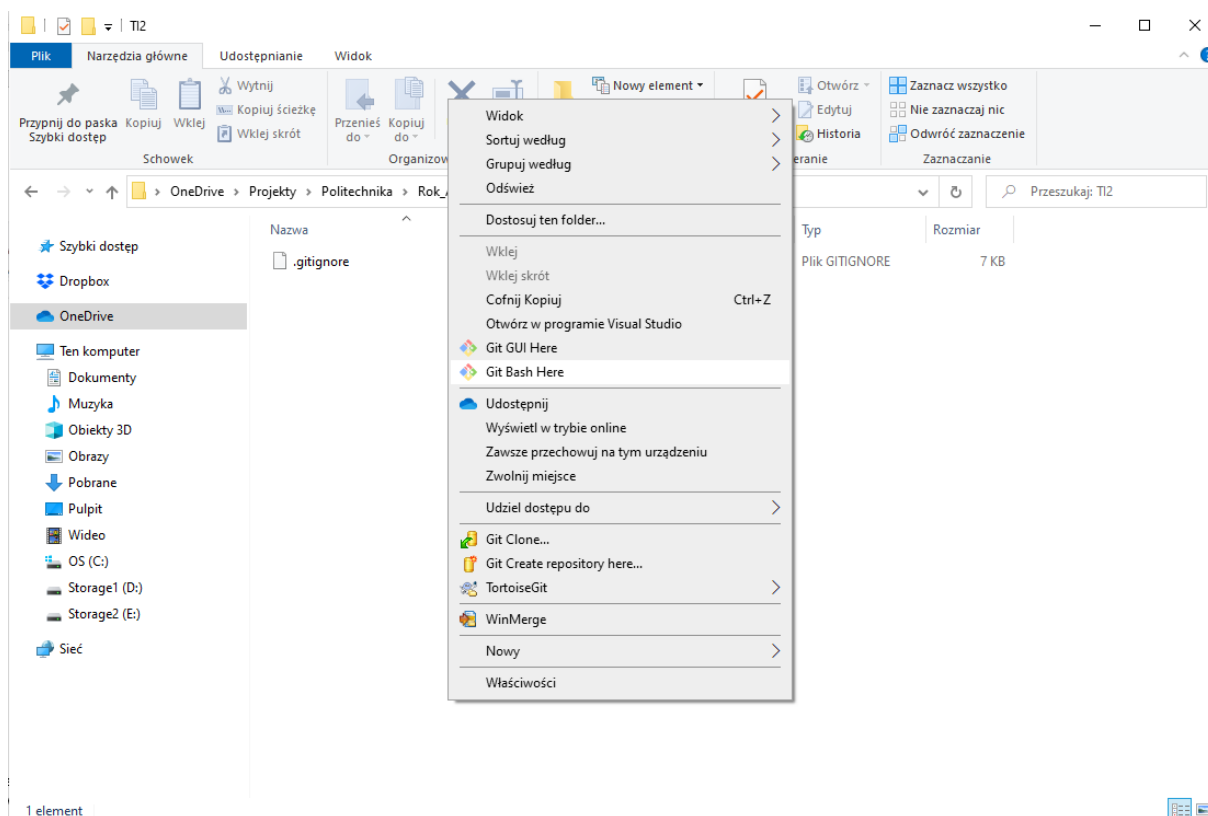 TI2
Plik Narzędzia główne Udostępnianie Widok
Przypnij do paska Szybki dostęp
Kopiuj
Wklej
Wytnij
Kopiuj ścieżkę
Wklej skrót
Schowek
Przenieś do
Kopiuj do
Organizow
Nowy element
Otwórz
Edytuj
Historia
eranie
Zaznacz wszystko
Nie zaznaczaj nic
Odwróć zaznaczenie
Zaznaczanie
OneDrive > Projekty > Politechnika > Rok_
Przeszukaj: TI2
Nazwa Typ Rozmiar
.gitignore Plik GITIGNORE 7 KB
Szybki dostęp
Dropbox
OneDrive
Ten komputer
Dokumenty
Muzyka
Obiekty 3D
Obrazy
Pobrane
Pulpit
Wideo
OS (C:)
Storage1 (D:)
Storage2 (E:)
Sieć
Widok
Sortuj według
Grupuj według
Odśwież
Dostosuj ten folder...
Wklej
Wklej skrót
Cofnij Kopiuj Ctrl+Z
Otwórz w programie Visual Studio
Git GUI Here
Git Bash Here
Udostępnij
Wyświetl w trybie online
Zawsze przechowuj na tym urządzeniu
Zwolnij miejsce
Udziel dostępu do
Git Clone...
Git Create repository here...
TortoiseGit
WinMerge
Nowy
Właściwości
1 element